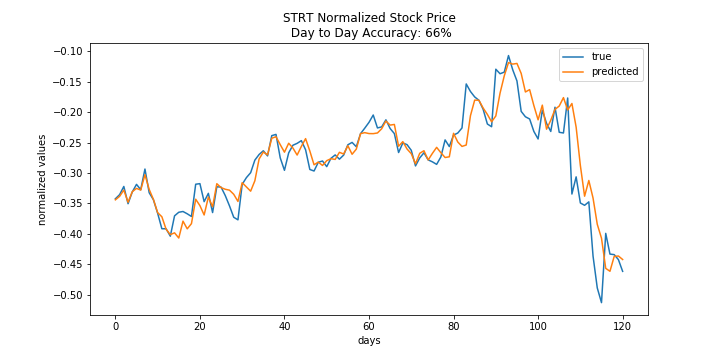 STRT Normalized Stock Price
Day to Day Accuracy: 66%
true
predicted
normalized values
−0.10
−0.15
−0.20
−0.25
−0.30
−0.35
−0.40
−0.45
−0.50
0
20
40
60
80
100
120
days